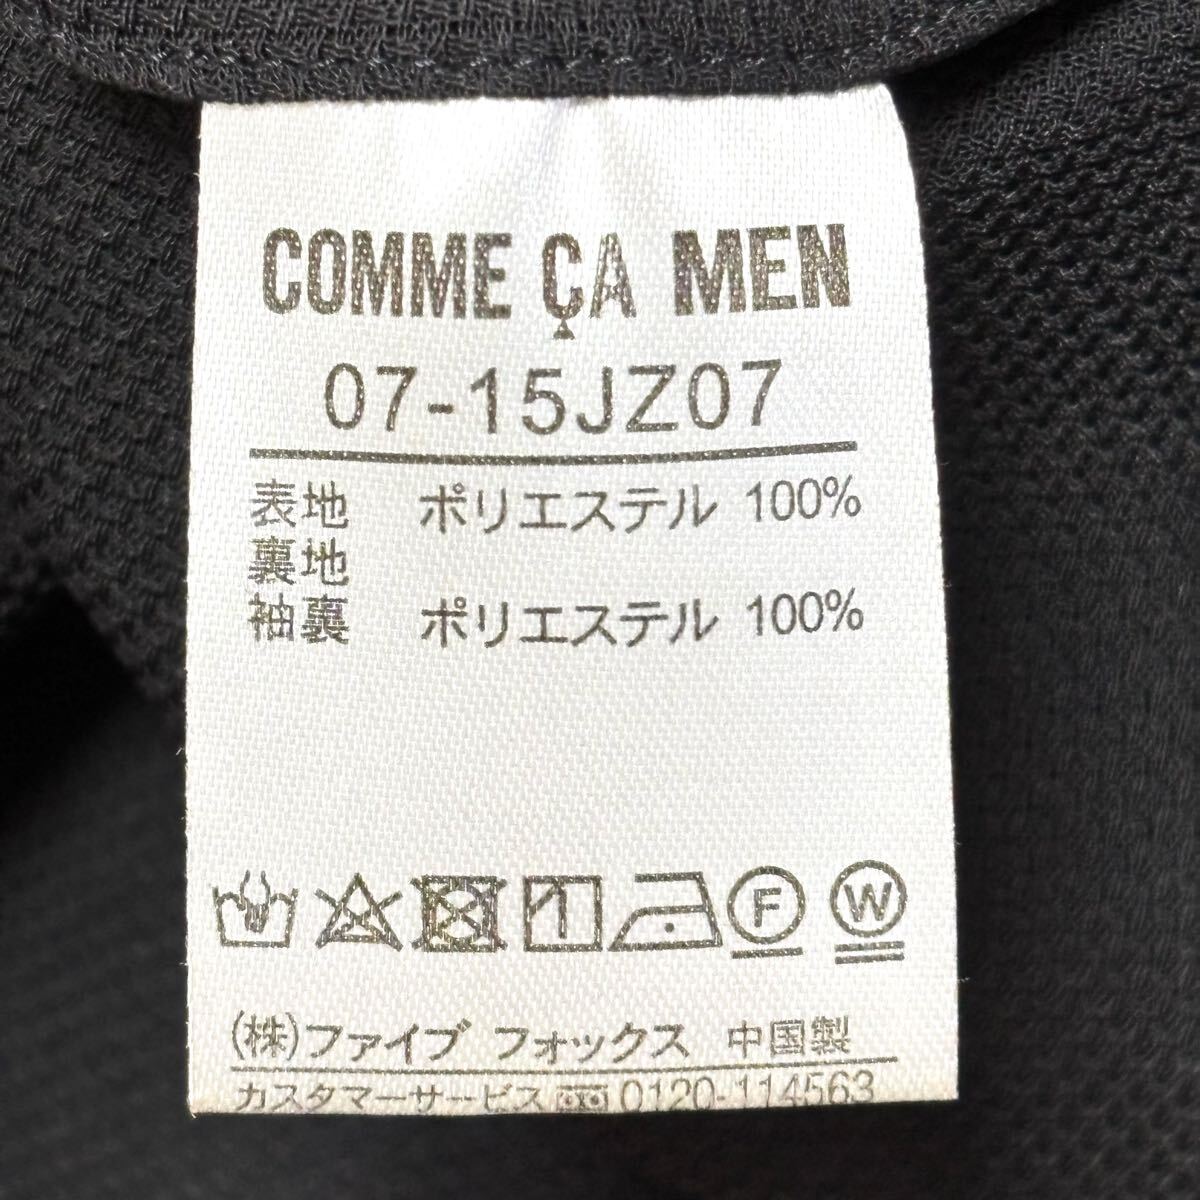 COMME ÇA MEN
07-15JZ07
表地 ポリエステル 100%
裏地
袖裏 ポリエステル 100%
F W
(株)ファイブ フォックス 中国製
カスタマーサービス 0120-114563